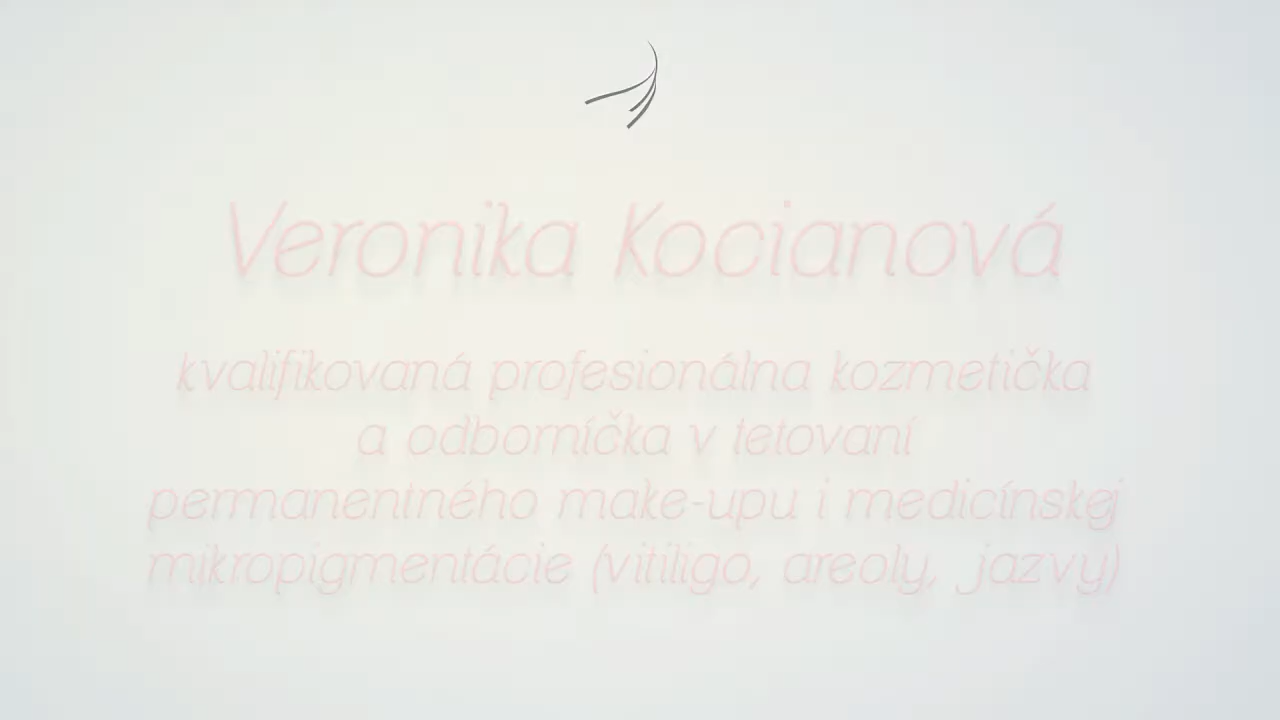 Veronika Kocianová
kvalifikovaná profesionálna kozmetička
a odborníčka v tetovaní
permanentného make-upu i medicínskej
mikropigmentácie (vitiligo, areoly, jazvy)